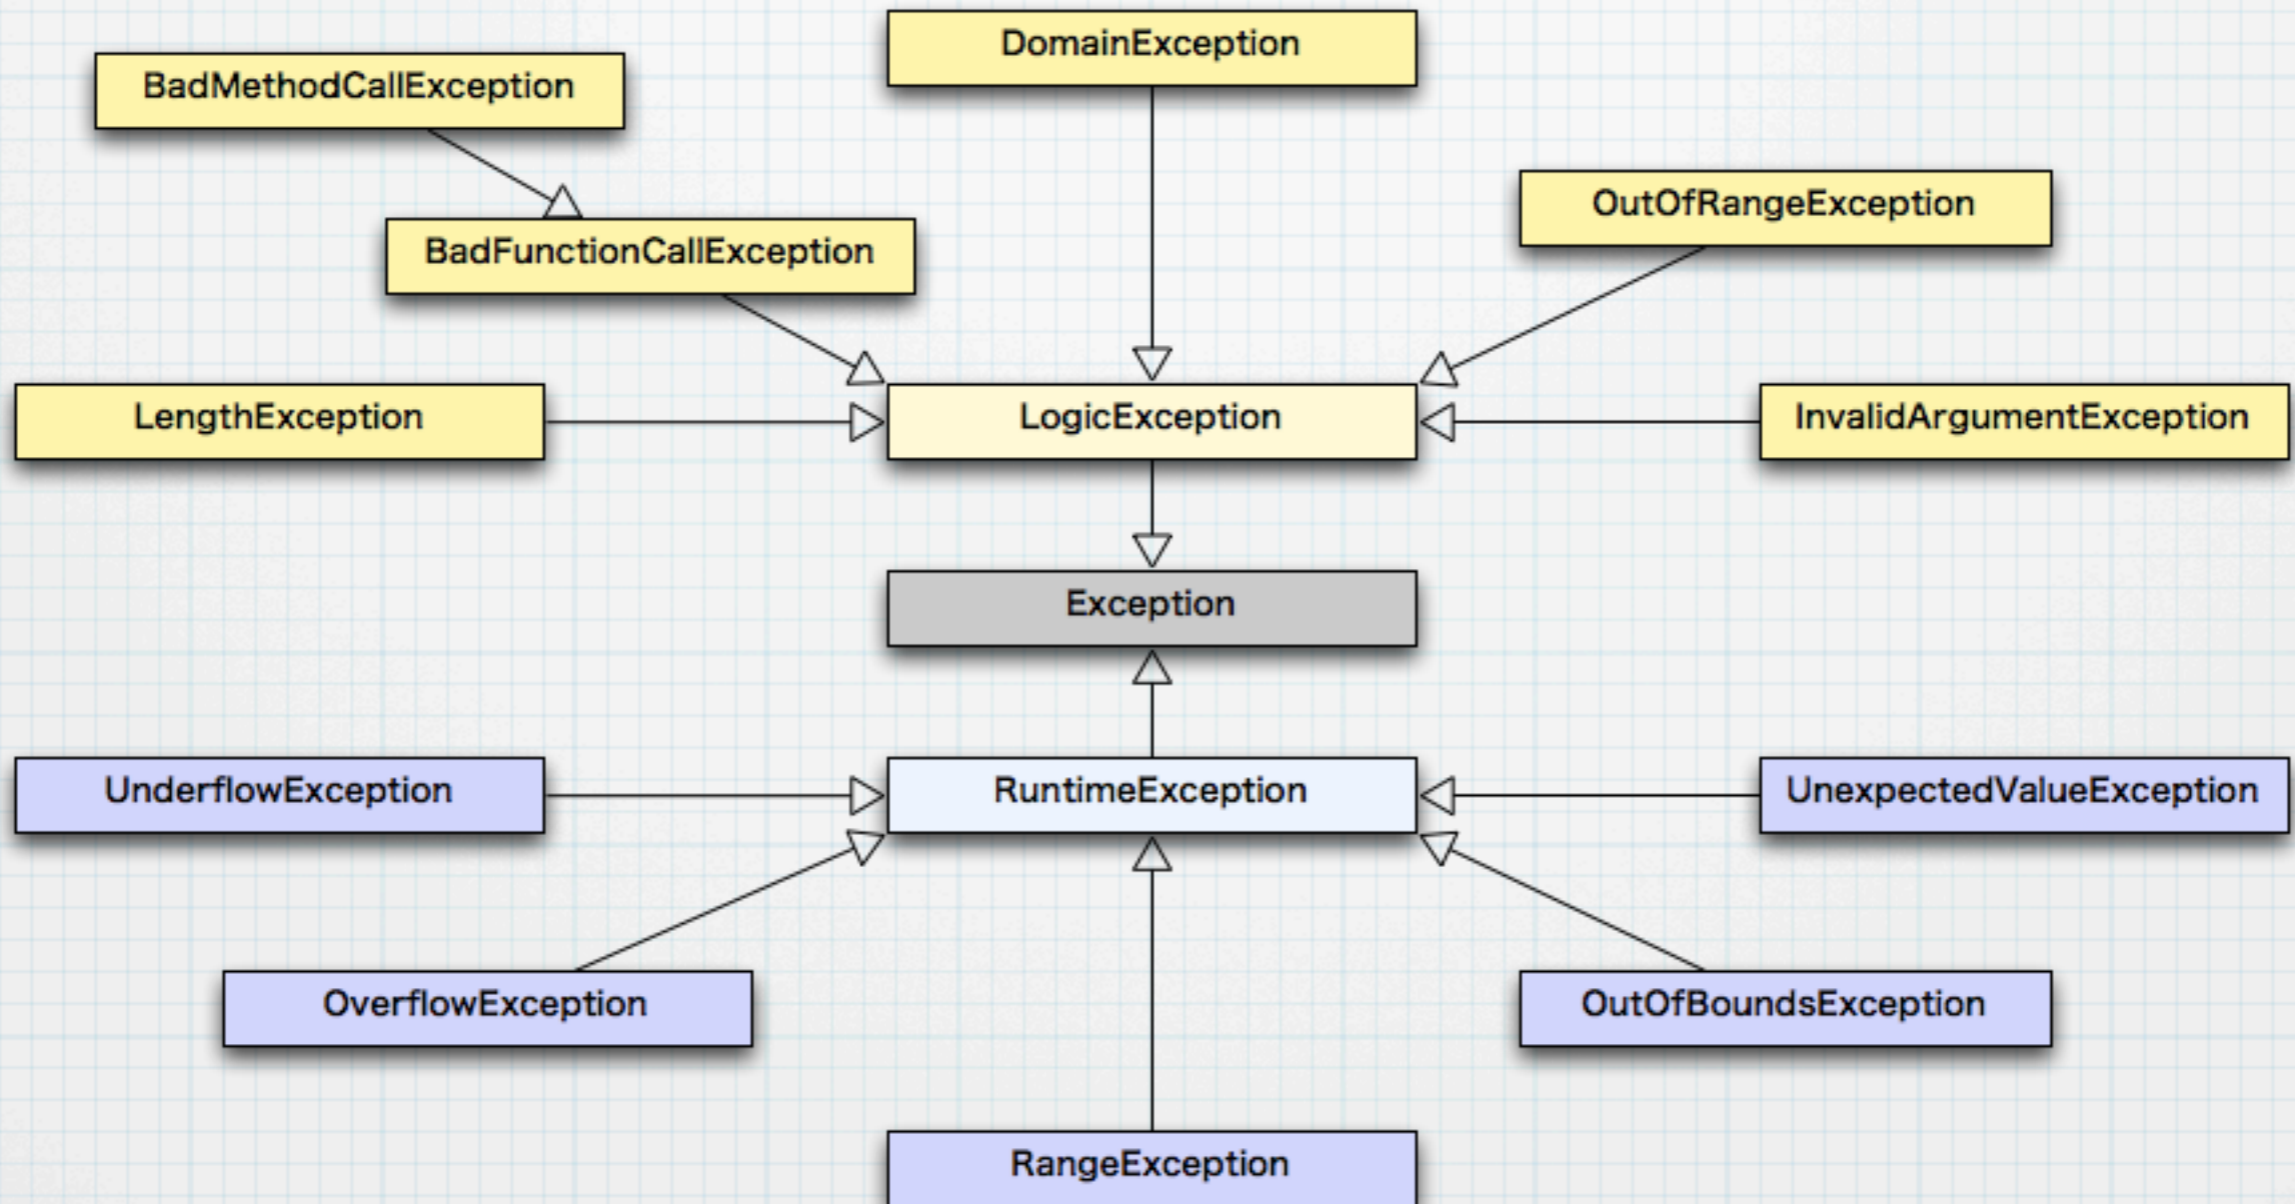 DomainException
BadMethodCallException
OutOfRangeException
BadFunctionCallException
LengthException
LogicException
InvalidArgumentException
Exception
UnderflowException
RuntimeException
UnexpectedValueException
OverflowException
OutOfBoundsException
RangeException